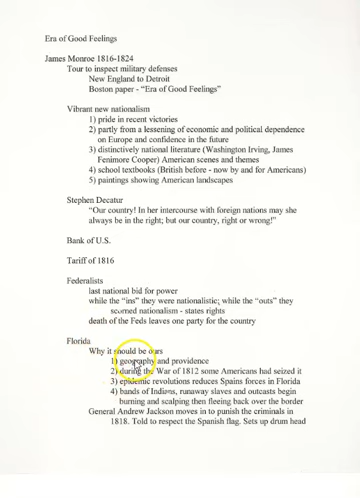 Era of Good Feelings
James Monroe 1816-1824
Tour to inspect military defenses
New England to Detroit
Boston paper - “Era of Good Feelings”
Vibrant new nationalism
1) pride in recent victories
2) partly from a lessening of economic and political dependence
on Europe and confidence in the future
3) distinctively national literature (Washington Irving, James
Fenimore Cooper) American scenes and themes
4) school textbooks (British before - now by and for Americans)
5) paintings showing American landscapes
Stephen Decatur
“Our country! In her intercourse with foreign nations may she
always be in the right; but our country, right or wrong!”
Bank of U.S.
Tariff of 1816
Federalists
last national bid for power
while the “ins” they were nationalistic; while the “outs” they
scorned nationalism - states rights
death of the Feds leaves one party for the country
Florida
Why it should be ours
1) geography and providence
2) during the War of 1812 some Americans had seized it
3) epidemic revolutions reduces Spains forces in Florida
4) bands of Indians, runaway slaves and outcasts begin
burning and scalping then fleeing back over the border
General Andrew Jackson moves in to punish the criminals in
1818. Told to respect the Spanish flag. Sets up drum head